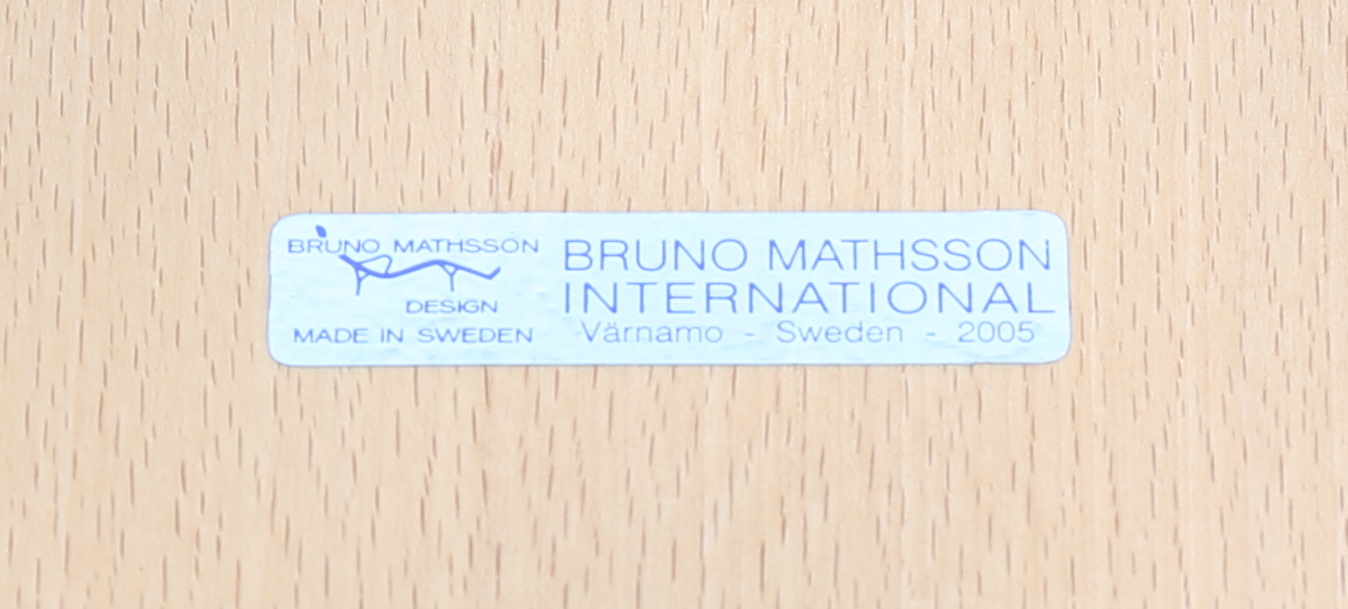 BRUNO MATHSSON
DESIGN
MADE IN SWEDEN
BRUNO MATHSSON
INTERNATIONAL
Värnamo - Sweden - 2005